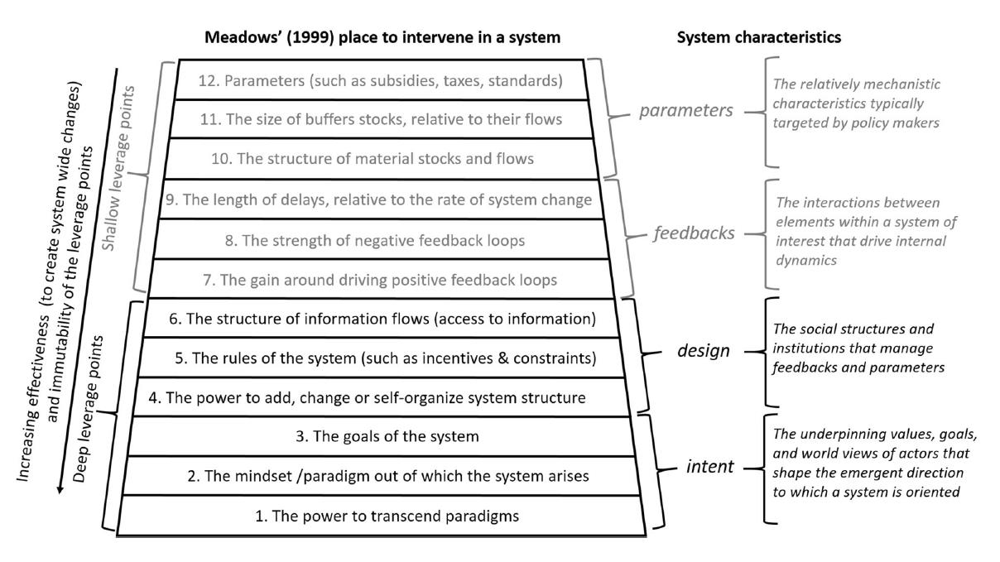 Meadows' (1999) place to intervene in a system
System characteristics
Increasing effectiveness (to create system wide changes)
and immutability of the leverage points
Shallow leverage points
Deep leverage points
12. Parameters (such as subsidies, taxes, standards)
11. The size of buffers stocks, relative to their flows
10. The structure of material stocks and flows
9. The length of delays, relative to the rate of system change
8. The strength of negative feedback loops
7. The gain around driving positive feedback loops
6. The structure of information flows (access to information)
5. The rules of the system (such as incentives & constraints)
4. The power to add, change or self-organize system structure
3. The goals of the system
2. The mindset /paradigm out of which the system arises
1. The power to transcend paradigms
parameters
The relatively mechanistic
characteristics typically
targeted by policy makers
feedbacks
The interactions between
elements within a system of
interest that drive internal
dynamics
design
The social structures and
institutions that manage
feedbacks and parameters
intent
The underpinning values, goals,
and world views of actors that
shape the emergent direction
to which a system is oriented